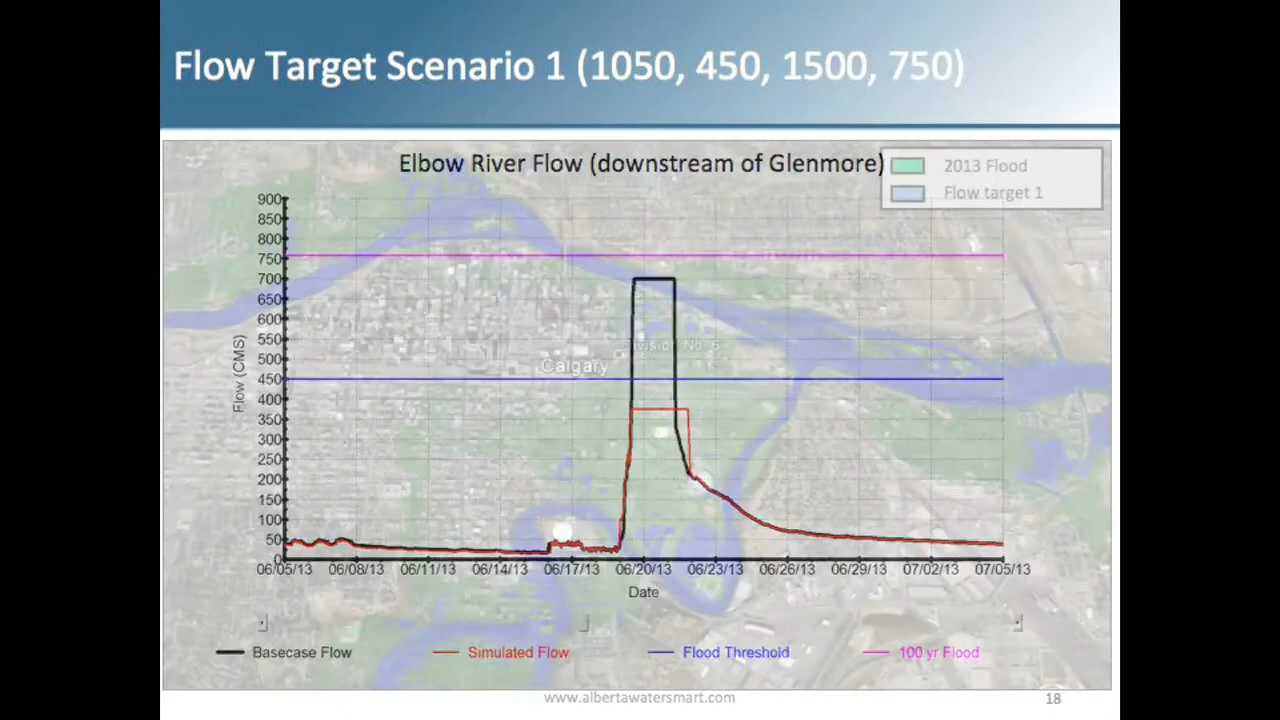 Flow Target Scenario 1 (1050, 450, 1500, 750)
Elbow River Flow (downstream of Glenmore)
2013 Flood
Flow target 1
900
850
800
750
700
650
600
550
500
450
400
350
300
250
200
150
100
50
0
Flow (CMS)
Calgary
06/05/13 06/08/13 06/11/13 06/14/13 06/17/13 06/20/13 06/23/13 06/26/13 06/29/13 07/02/13 07/05/13
Date
Basecase Flow Simulated Flow Flood Threshold 100 yr Flood
www.albertawatersmart.com 18